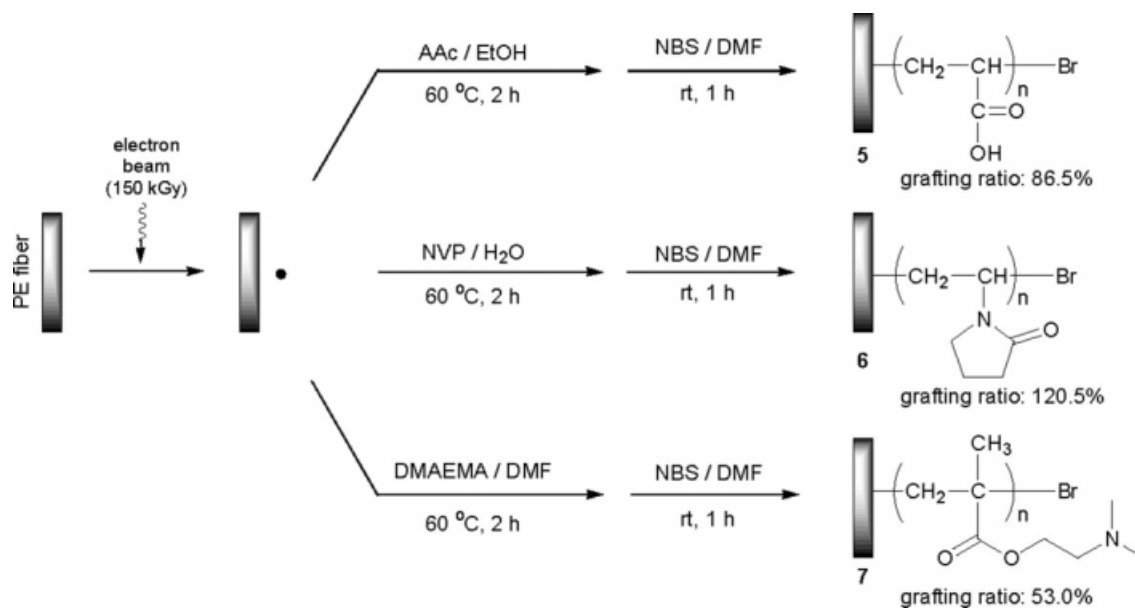 PE fiber
electron
beam
(150 kGy)
AAc / EtOH
60 °C, 2 h
NBS / DMF
rt, 1 h
CH2
CH
n
Br
C
O
OH
5
grafting ratio: 86.5%
NVP / H2O
60 °C, 2 h
NBS / DMF
rt, 1 h
CH2
CH
n
Br
N
O
6
grafting ratio: 120.5%
DMAEMA / DMF
60 °C, 2 h
NBS / DMF
rt, 1 h
CH3
CH2
C
n
Br
O
O
N
7
grafting ratio: 53.0%